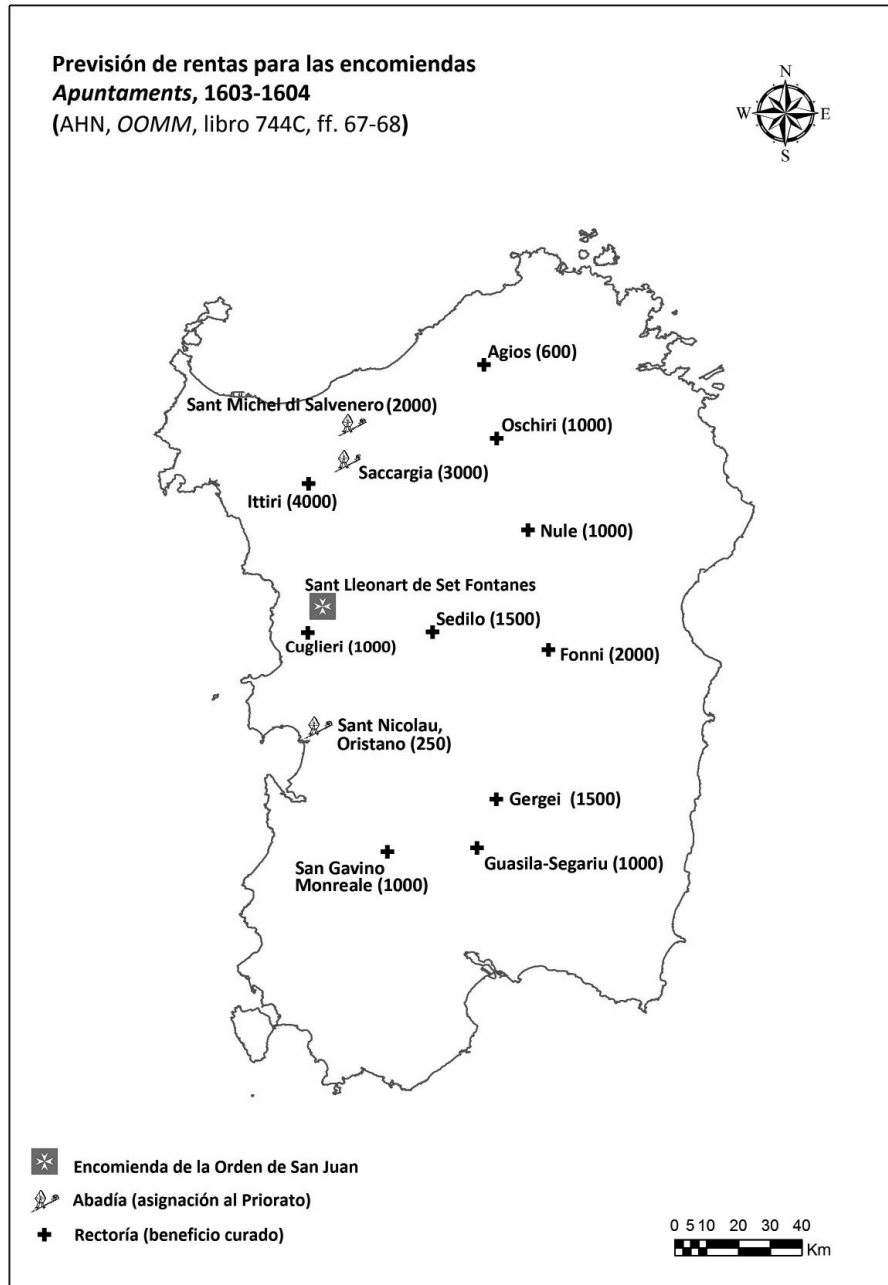 Previsión de rentas para las encomiendas
Apuntaments, 1603-1604
(AHN, OOMM, libro 744C, ff. 67-68)
N
W E
S
Agios (600)
Sant Michel di Salvenero (2000)
Oschiri (1000)
Saccargia (3000)
Ittiri (4000)
Nule (1000)
Sant Lleonart de Set Fontanes
Sedilo (1500)
Cuglieri (1000)
Fonni (2000)
Sant Nicolau,
Oristano (250)
Gergei (1500)
San Gavino
Monreale (1000)
Guasila-Segariu (1000)
Encomienda de la Orden de San Juan
Abadía (asignación al Priorato)
Rectoría (beneficio curado)
0 5 10 20 30 40
Km